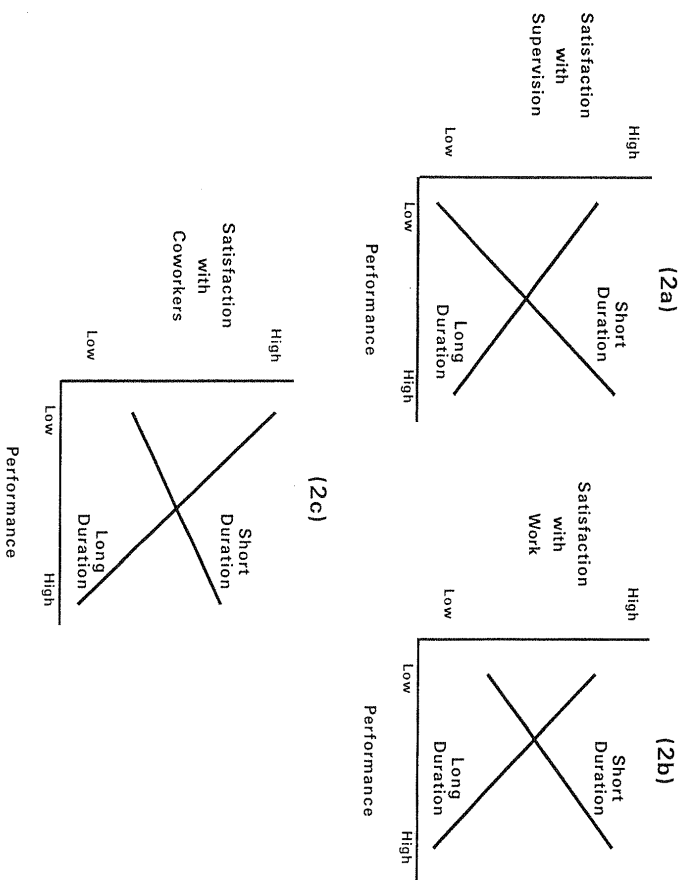 (2a)
High
Satisfaction
with
Supervision
Low
Short
Duration
Long
Duration
Low
High
Performance
(2b)
High
Satisfaction
with
Work
Low
Short
Duration
Long
Duration
Low
High
Performance
(2c)
High
Satisfaction
with
Coworkers
Low
Short
Duration
Long
Duration
Low
High
Performance